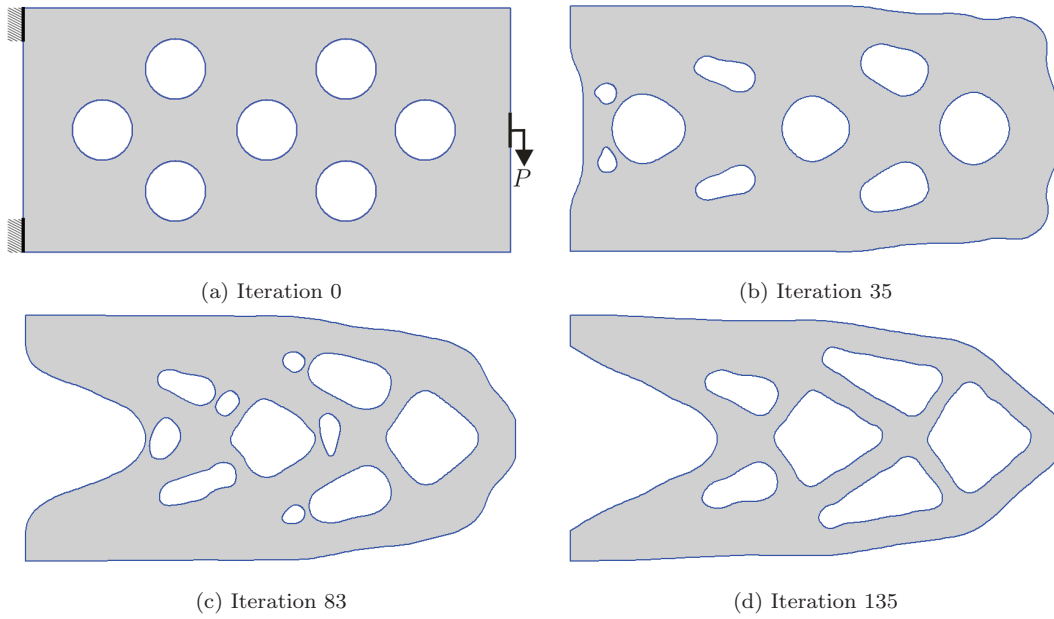 P
(a) Iteration 0
(b) Iteration 35
(c) Iteration 83
(d) Iteration 135